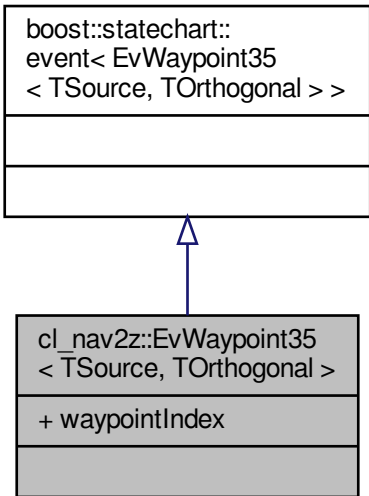 boost::statechart::
event< EvWaypoint35
< TSource, TOrthogonal > >
cl_nav2z::EvWaypoint35
< TSource, TOrthogonal >
+ waypointIndex